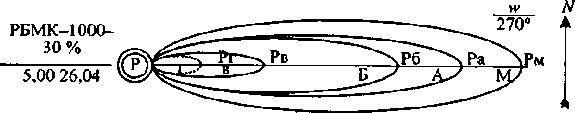 РБМК–1000–
30 %
5,00 26,04
Р
Рг
Рв
Г
В
Б
Рб
А
Ра
М
Рм
w
270°
N